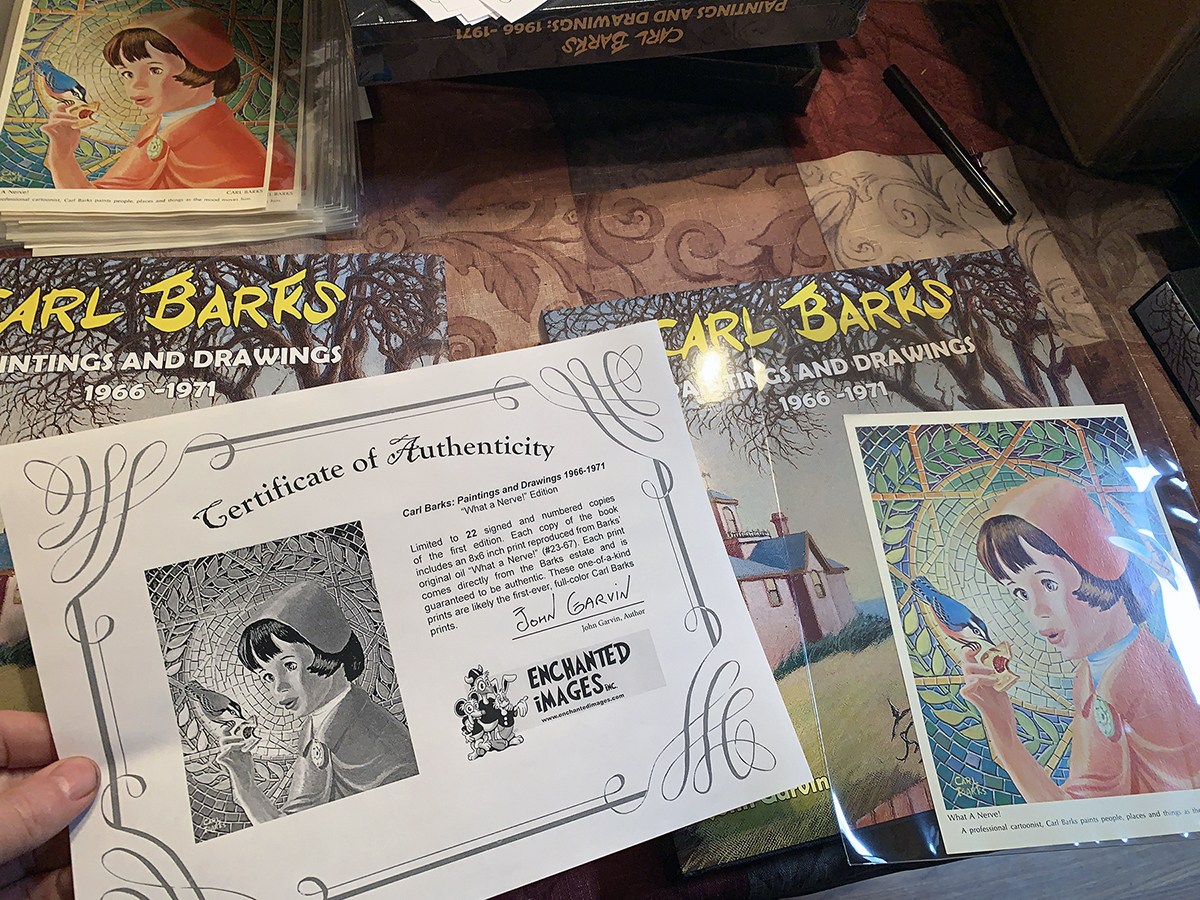 CARL BARKS
PAINTINGS AND DRAWINGS: 1966-1971
CARL BARKS
A Nerve!
CARL BARKS
professional cartoonist, Carl Barks paints people, places and things as the mood moves him
CARL BARKS
PAINTINGS AND DRAWINGS
1966-1971
CARL BARKS
PAINTINGS AND DRAWINGS
1966-1971
Certificate of Authenticity
Carl Barks: Paintings and Drawings 1966-1971
"What a Nerve!" Edition
Limited to 22 signed and numbered copies
of the first edition. Each copy of the book
includes an 8x6 inch print reproduced from Barks'
original oil "What a Nerve!" (#23-67). Each print
comes directly from the Barks estate and is
guaranteed to be authentic. These one-of-a-kind
prints are likely the first-ever, full-color Carl Barks
prints.
JOHN GARVIN
John Garvin, Author
ENCHANTED
IMAGES INC.
www.enchantedimages.com
Garvin
CARL
BARKS
What A Nerve!
A professional cartoonist, Carl Barks paints people, places and things as the